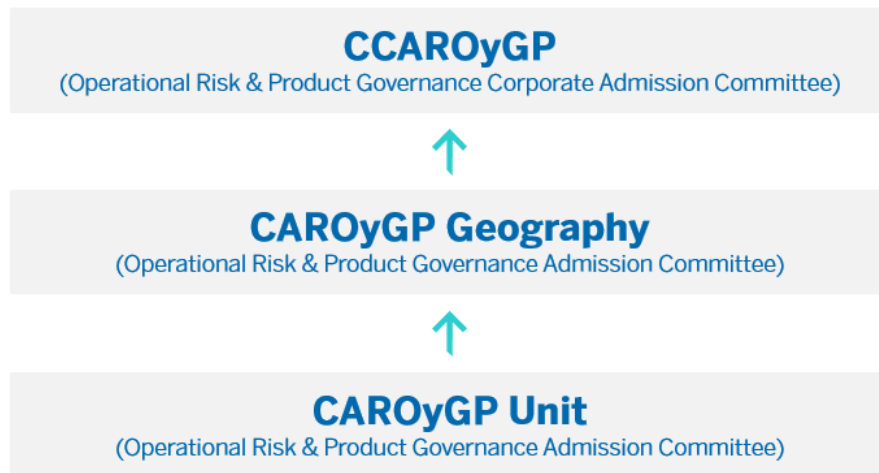 CCAROyGP
(Operational Risk & Product Governance Corporate Admission Committee)
CAROyGP Geography
(Operational Risk & Product Governance Admission Committee)
CAROyGP Unit
(Operational Risk & Product Governance Admission Committee)